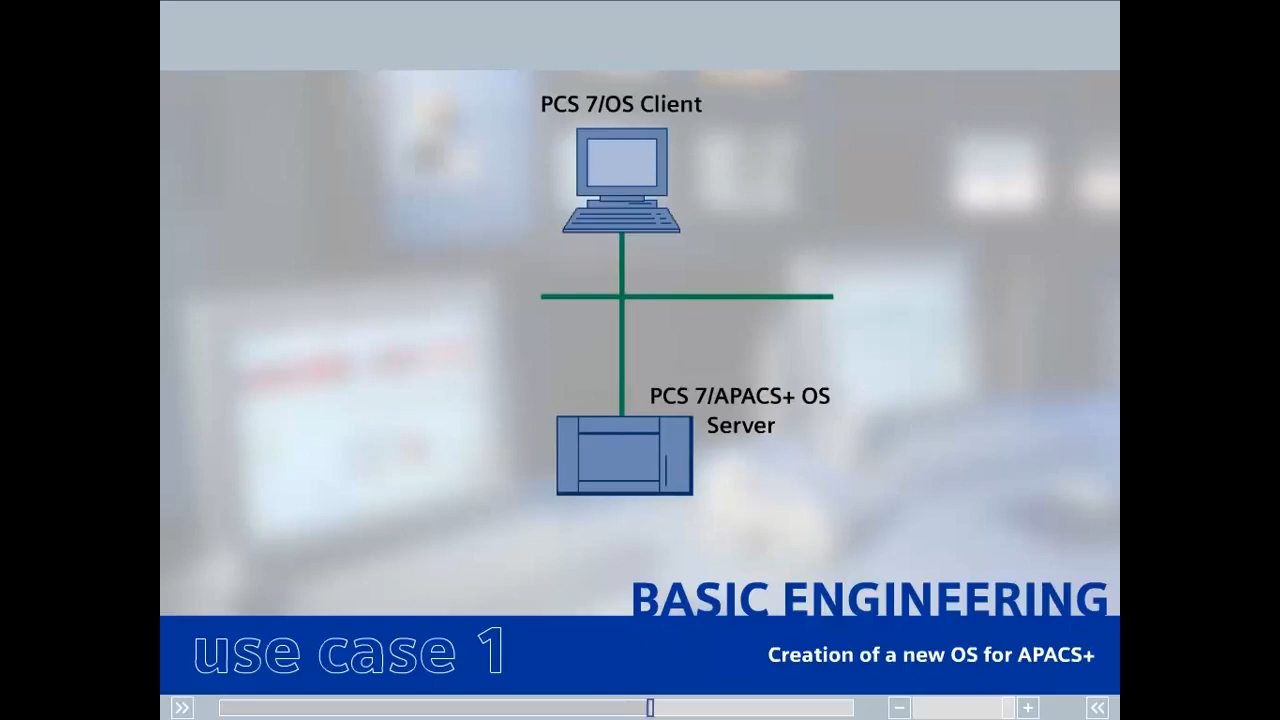 PCS 7/OS Client
PCS 7/APACS+ OS
Server
BASIC ENGINEERING
use case 1
Creation of a new OS for APACS+